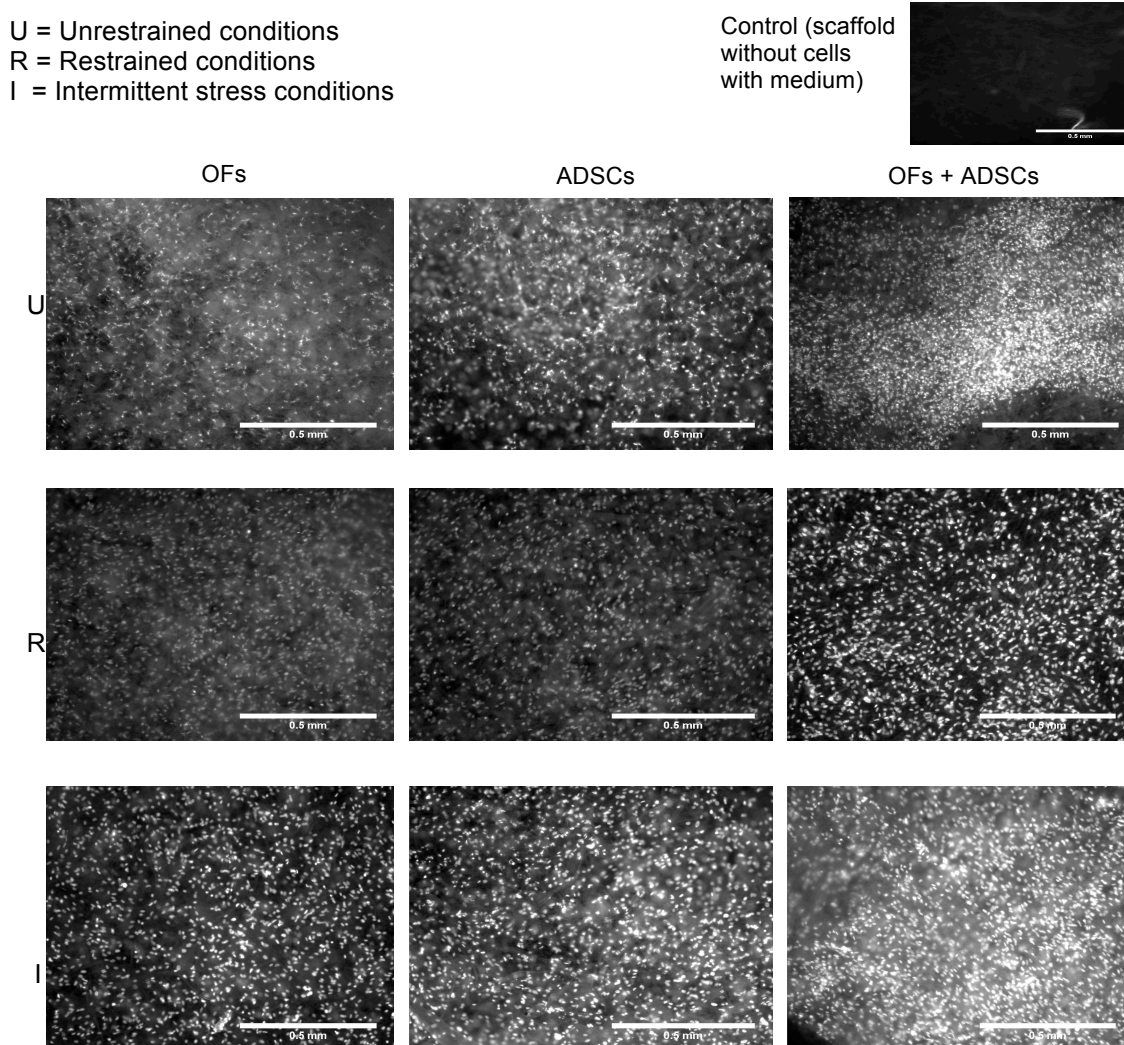 U = Unrestrained conditions
R = Restrained conditions
I = Intermittent stress conditions
Control (scaffold
without cells
with medium)
0.5 mm
OFs
ADSCs
OFs + ADSCs
U
0.5 mm
0.5 mm
0.5 mm
R
0.5 mm
0.5 mm
0.5 mm
I
0.5 mm
0.5 mm
0.5 mm